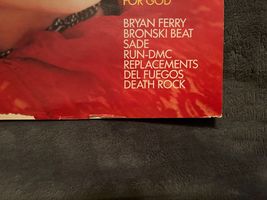 FOR GOD
BRYAN FERRY
BRONSKI BEAT
SADE
RUN-DMC
REPLACEMENTS
DEL FUEGOS
DEATH ROCK